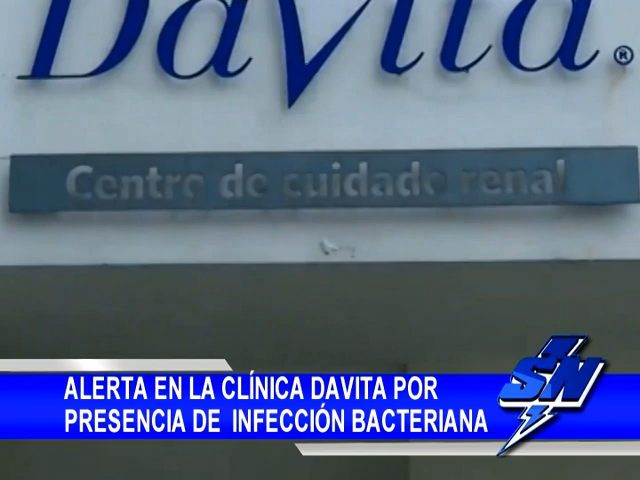 DaVita®
Centro de cuidado renal
ALERTA EN LA CLÍNICA DAVITA POR
PRESENCIA DE INFECCIÓN BACTERIANA
SN